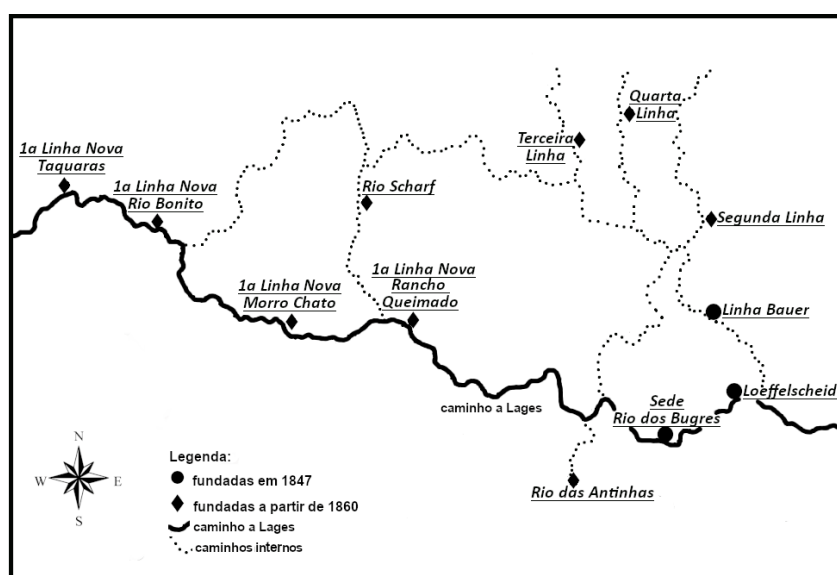 Quarta
Linha
Terceira
Linha
1a Linha Nova
Taquaras
1a Linha Nova
Rio Bonito
Rio Scharf
Segunda Linha
1a Linha Nova
Morro Chato
1a Linha Nova
Rancho
Queimado
Linha Bauer
Loeffelscheid
caminho a Lages
Sede
Rio dos Bugres
Rio das Antinhas
N
W
E
S
Legenda:
fundadas em 1847
fundadas a partir de 1860
caminho a Lages
caminhos internos